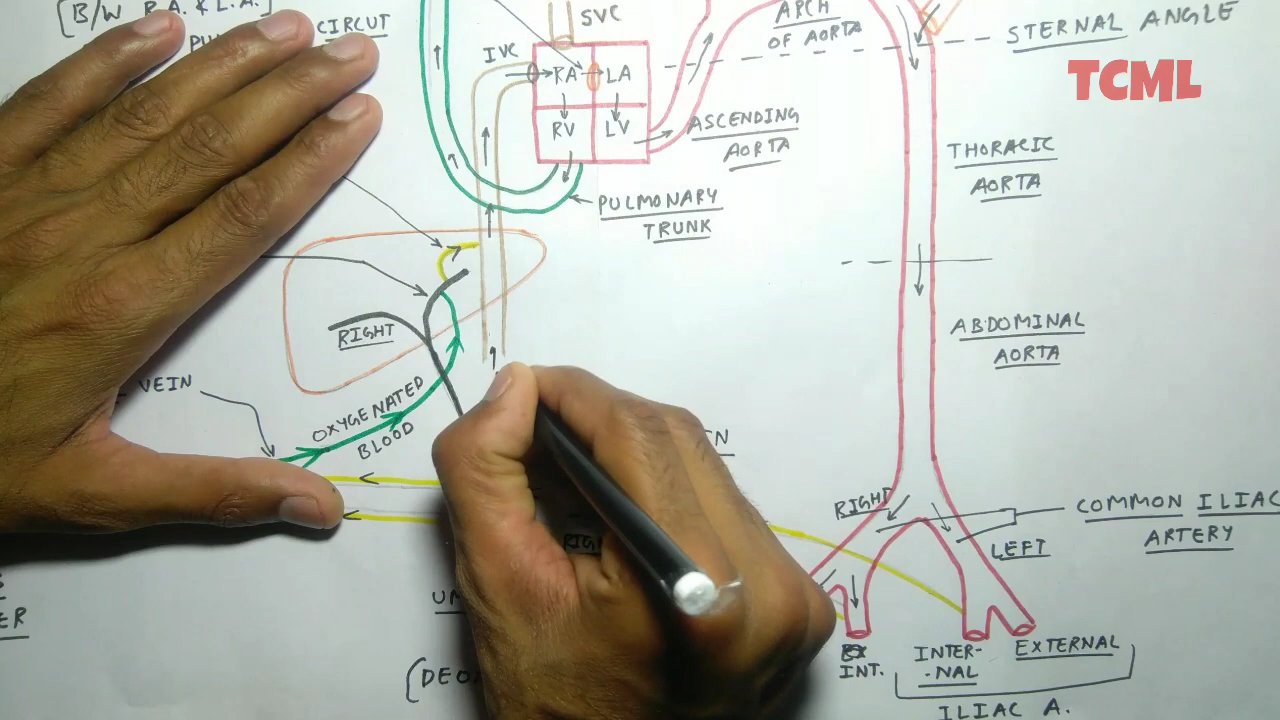 [B/W R.A. & L.A.]
CIRCUT
SVC
IVC
RA
LA
RV
LV
ARCH
OF AORTA
STERNAL ANGLE
TCML
ASCENDING
AORTA
THORACIC
AORTA
PULMONARY
TRUNK
RIGHT
ABDOMINAL
AORTA
VEIN
OXYGENATED
BLOOD
RIGHT
COMMON ILIAC
ARTERY
LEFT
INT.
INTER-
-NAL
EXTERNAL
ILIAC A.